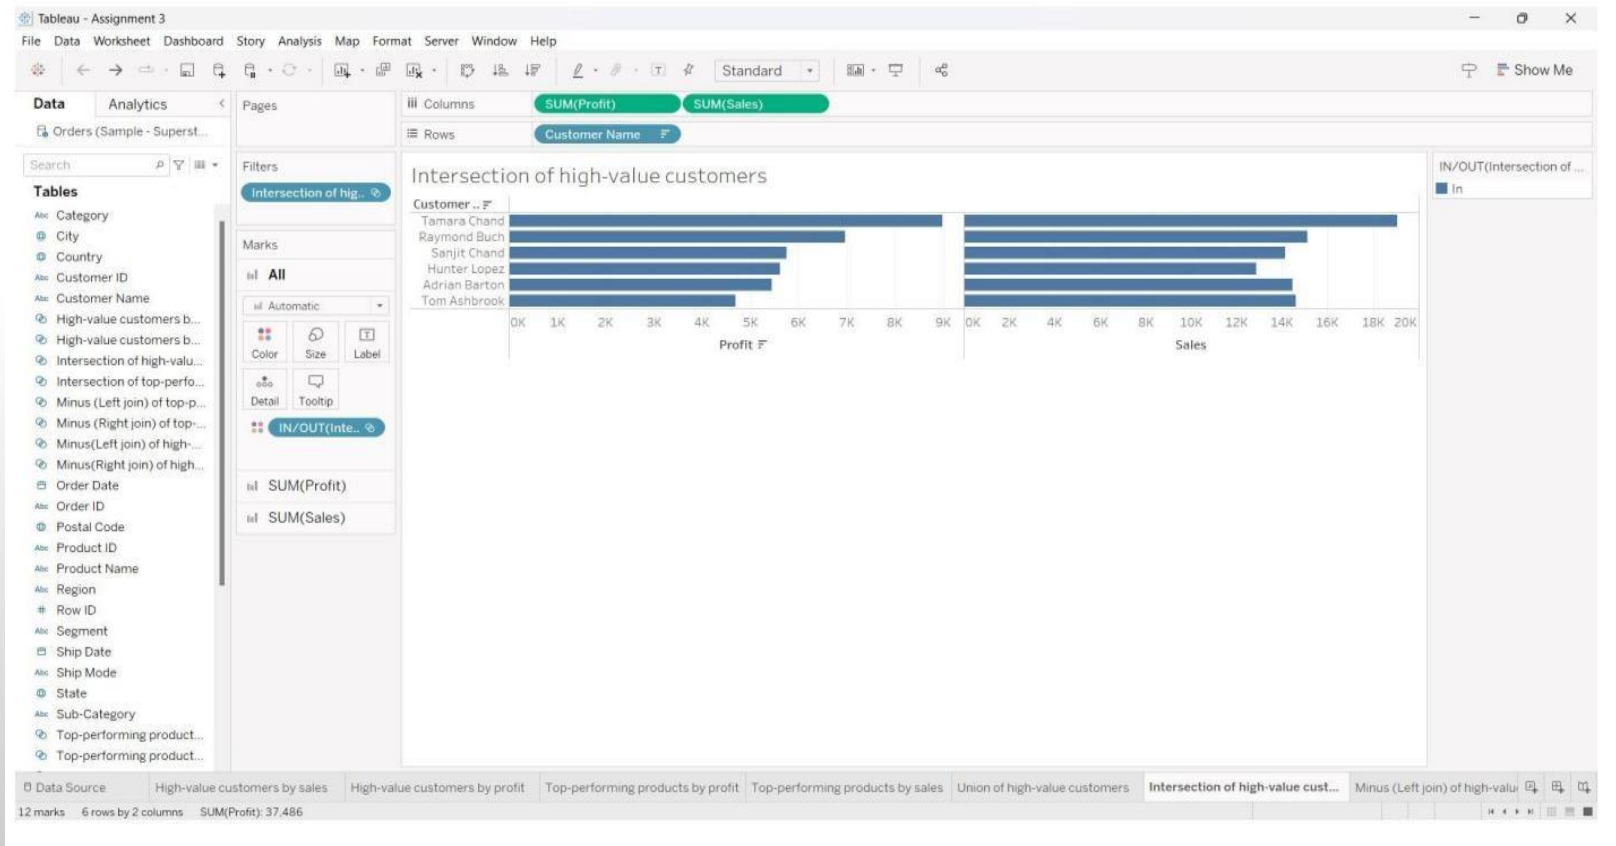 Tableau - Assignment 3
File Data Worksheet Dashboard Story Analysis Map Format Server Window Help
Standard
Show Me
Data Analytics
Orders (Sample - Superst...
Search
Tables
Abc Category
City
Country
Abc Customer ID
Abc Customer Name
High-value customers b...
High-value customers b...
Intersection of high-valu...
Intersection of top-perfo...
Minus (Left join) of top-p...
Minus (Right join) of top-...
Minus(Left join) of high-...
Minus(Right join) of high...
Order Date
Abc Order ID
Postal Code
Abc Product ID
Abc Product Name
Abc Region
# Row ID
Abc Segment
Ship Date
Abc Ship Mode
State
Abc Sub-Category
Top-performing product...
Top-performing product...
Pages
Filters
Intersection of hig..
Marks
All
Automatic
Color Size Label
Detail Tooltip
IN/OUT(Inte..
SUM(Profit)
SUM(Sales)
Columns SUM(Profit) SUM(Sales)
Rows Customer Name
Intersection of high-value customers
Customer ..
Tamara Chand
Raymond Buch
Sanjit Chand
Hunter Lopez
Adrian Barton
Tom Ashbrook
0K 1K 2K 3K 4K 5K 6K 7K 8K 9K 0K 2K 4K 6K 8K 10K 12K 14K 16K 18K 20K
Profit Sales
IN/OUT(Intersection of ...
In
Data Source High-value customers by sales High-value customers by profit Top-performing products by profit Top-performing products by sales Union of high-value customers Intersection of high-value cust... Minus (Left join) of high-valu
12 marks 6 rows by 2 columns SUM(Profit): 37,486